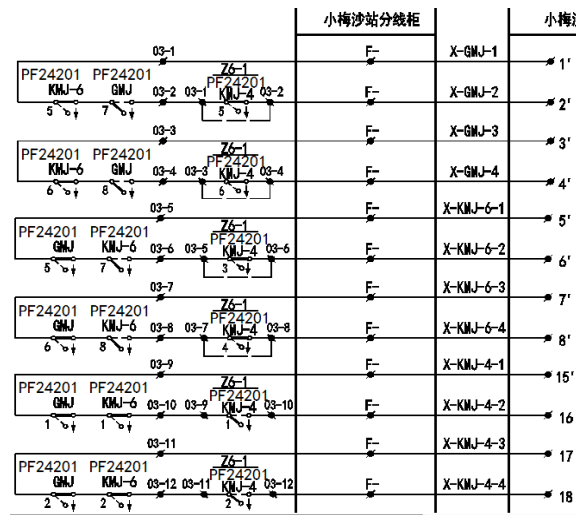 小梅沙站分线柜 小梅
03-1 F- X-GMJ-1 1'
Z6-1
PF24201 PF24201 PF24201
KMJ-6 GMJ 03-2 03-1 KMJ-4 03-2 F- X-GMJ-2 2'
5 7 5
03-3 F- X-GMJ-3 3'
Z6-1
PF24201 PF24201 PF24201
KMJ-6 GMJ 03-4 03-3 KMJ-4 03-4 F- X-GMJ-4 4'
6 8 6
03-5 F- X-KMJ-6-1 5'
Z6-1
PF24201 PF24201 PF24201
GMJ KMJ-6 03-6 03-5 KMJ-4 03-6 F- X-KMJ-6-2 6'
5 7 3
03-7 F- X-KMJ-6-3 7'
Z6-1
PF24201 PF24201 PF24201
GMJ KMJ-6 03-8 03-7 KMJ-4 03-8 F- X-KMJ-6-4 8'
6 8 4
03-9 F- X-KMJ-4-1 15'
Z6-1
PF24201 PF24201 PF24201
GMJ KMJ-6 03-10 03-9 KMJ-4 03-10 F- X-KMJ-4-2 16
1 1 1
03-11 F- X-KMJ-4-3 17
Z6-1
PF24201 PF24201 PF24201
GMJ KMJ-6 03-12 03-11 KMJ-4 03-12 F- X-KMJ-4-4 18
2 2 2